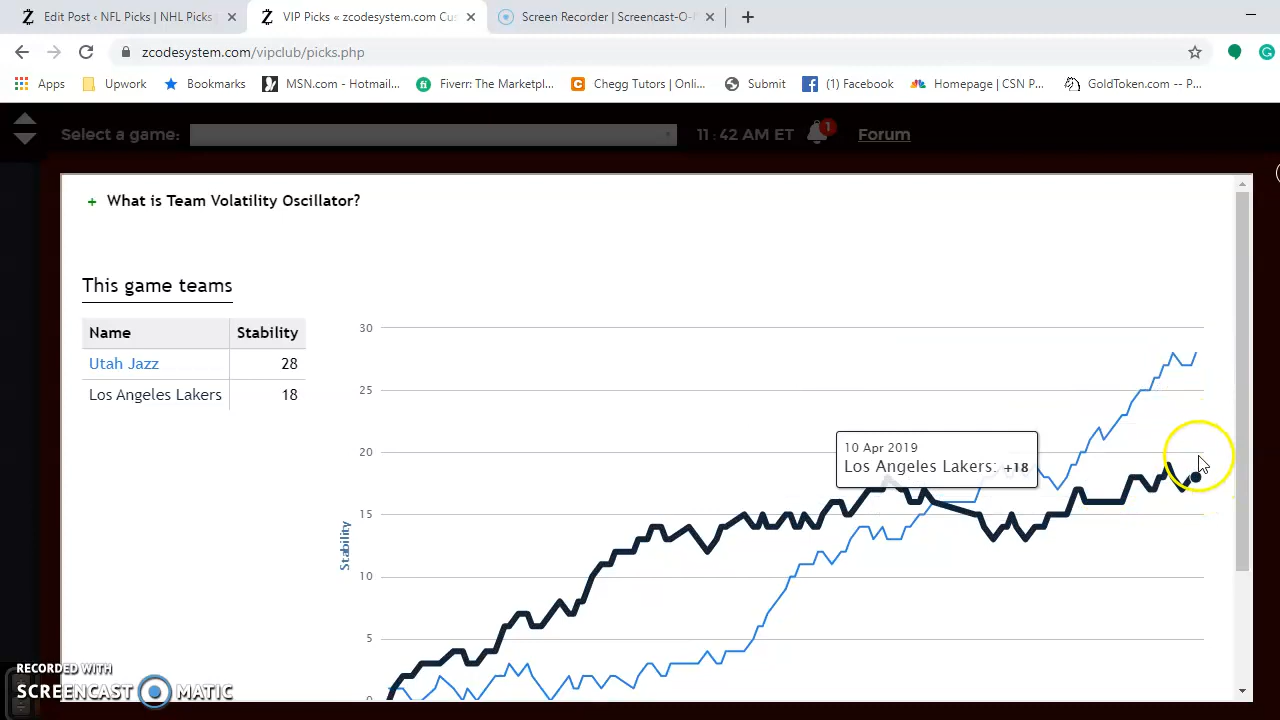 Edit Post ‹ NFL Picks | NHL Picks
VIP Picks « zcodesystem.com Cus
Screen Recorder | Screencast-O-
zcodesystem.com/vipclub/picks.php
Apps
Upwork
Bookmarks
MSN.com - Hotmail...
Fiverr: The Marketpl...
Chegg Tutors | Onli...
Submit
(1) Facebook
Homepage | CSN P...
GoldToken.com -- P...
Select a game:
11:42 AM ET
1
Forum
+ What is Team Volatility Oscillator?
This game teams
Name Stability
Utah Jazz 28
Los Angeles Lakers 18
30
25
20
15
10
5
0
Stability
10 Apr 2019
Los Angeles Lakers: +18
RECORDED WITH
SCREENCAST MATIC